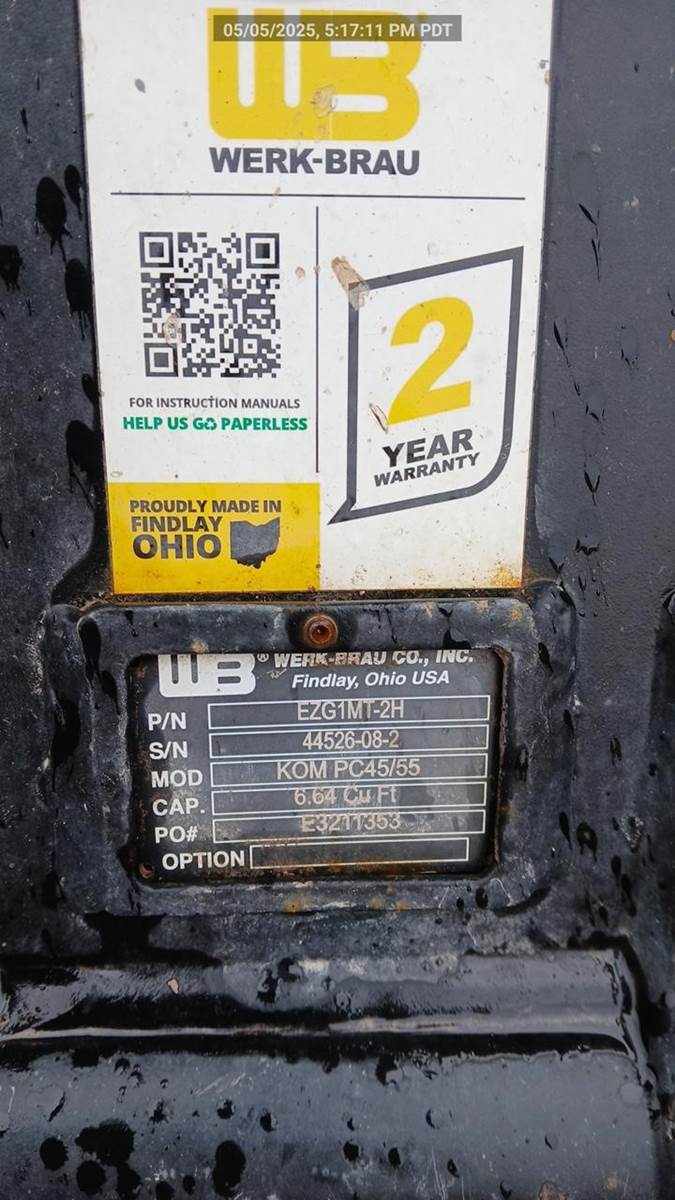 05/05/2025, 5:17:11 PM PDT
WB
WERK-BRAU
FOR INSTRUCTION MANUALS
HELP US GO PAPERLESS
2
YEAR
WARRANTY
PROUDLY MADE IN
FINDLAY
OHIO
WB® WERK-BRAU CO., INC.
Findlay, Ohio USA
P/N EZG1MT-2H
S/N 44526-08-2
MOD KOM PC45/55
CAP. 6.64 Cu Ft
PO# E3211353
OPTION